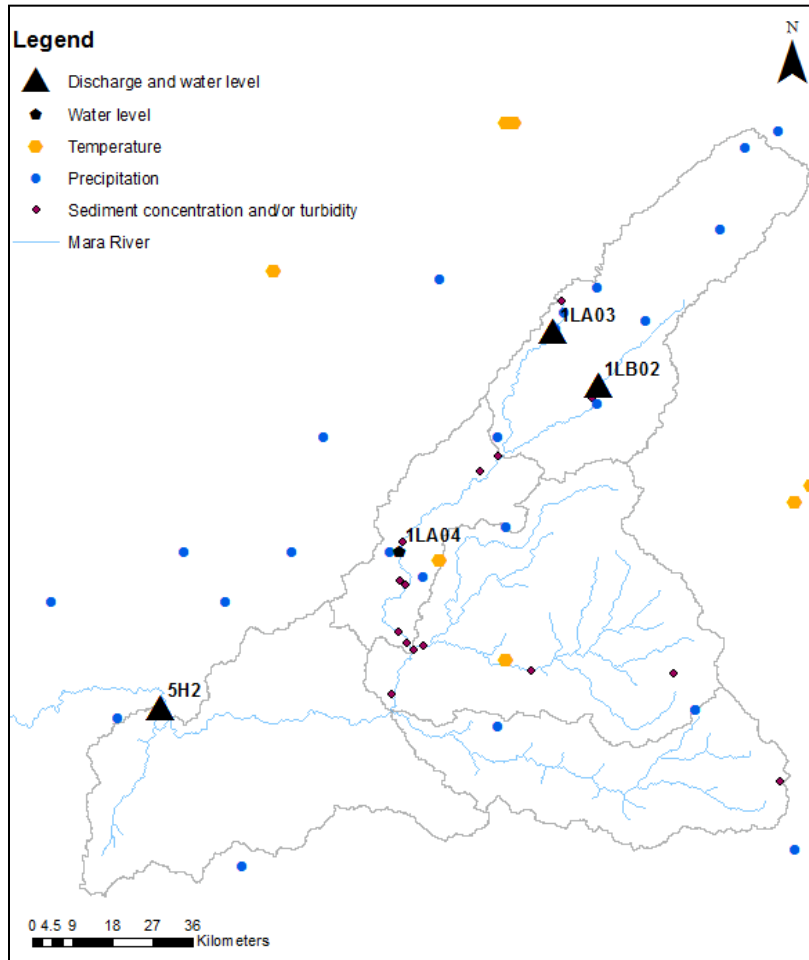 Legend
N
Discharge and water level
Water level
Temperature
Precipitation
Sediment concentration and/or turbidity
Mara River
1LA03
1LB02
1LA04
5H2
0 4.5 9 18 27 36
Kilometers